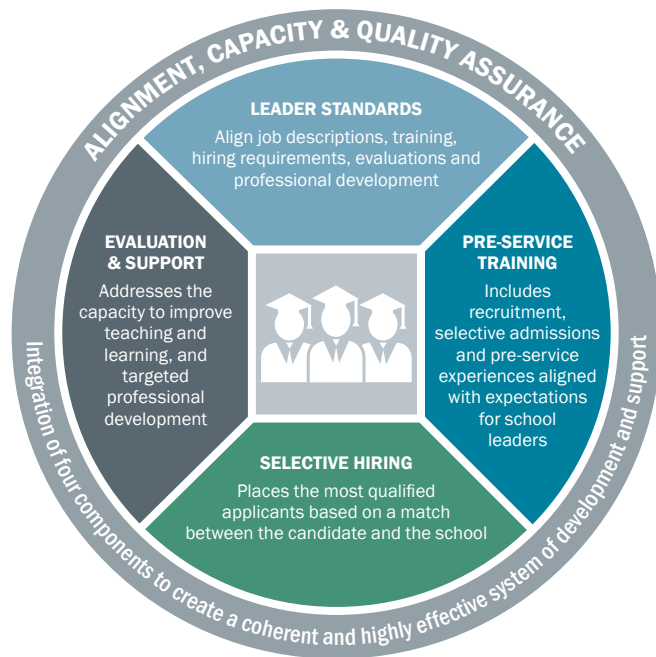 ALIGNMENT, CAPACITY & QUALITY ASSURANCE
LEADER STANDARDS
Align job descriptions, training,
hiring requirements, evaluations and
professional development
EVALUATION
& SUPPORT
Addresses the
capacity to improve
teaching and
learning, and
targeted
professional
development
PRE-SERVICE
TRAINING
Includes
recruitment,
selective admissions
and pre-service
experiences aligned
with expectations
for school
leaders
SELECTIVE HIRING
Places the most qualified
applicants based on a match
between the candidate and the school
Integration of four components to create a coherent and highly effective system of development and support